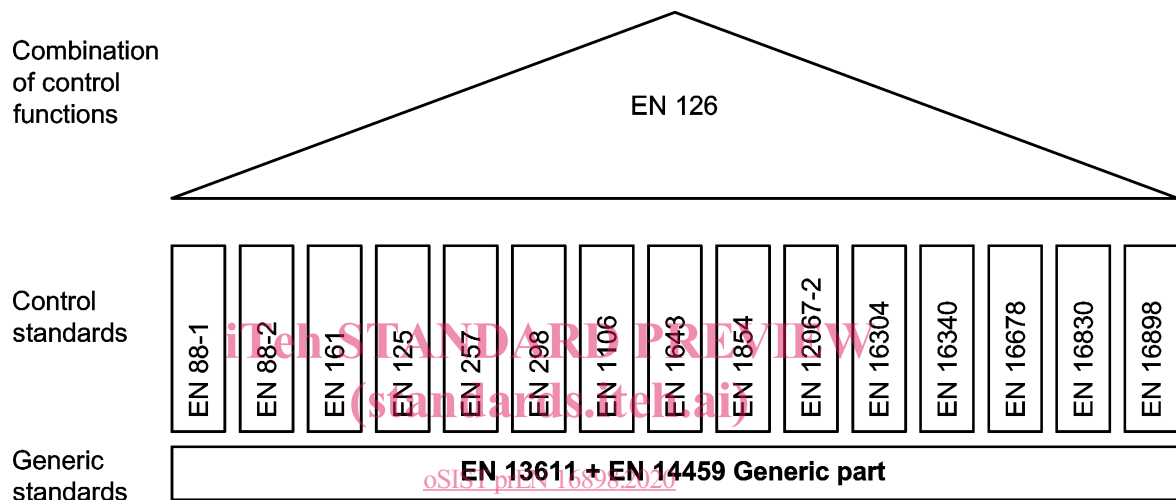 Combination
of control
functions
EN 126
Control
standards
EN 88-1
EN 88-2
EN 161
EN 125
EN 257
EN 298
EN 1106
EN 1643
EN 1854
EN 12067-2
EN 16304
EN 16340
EN 16678
EN 16830
EN 16898
iTeh STANDARD PREVIEW
(standards.iteh.ai)
Generic
standards
EN 13611 + EN 14459 Generic part
oSIST prEN 16898:2020